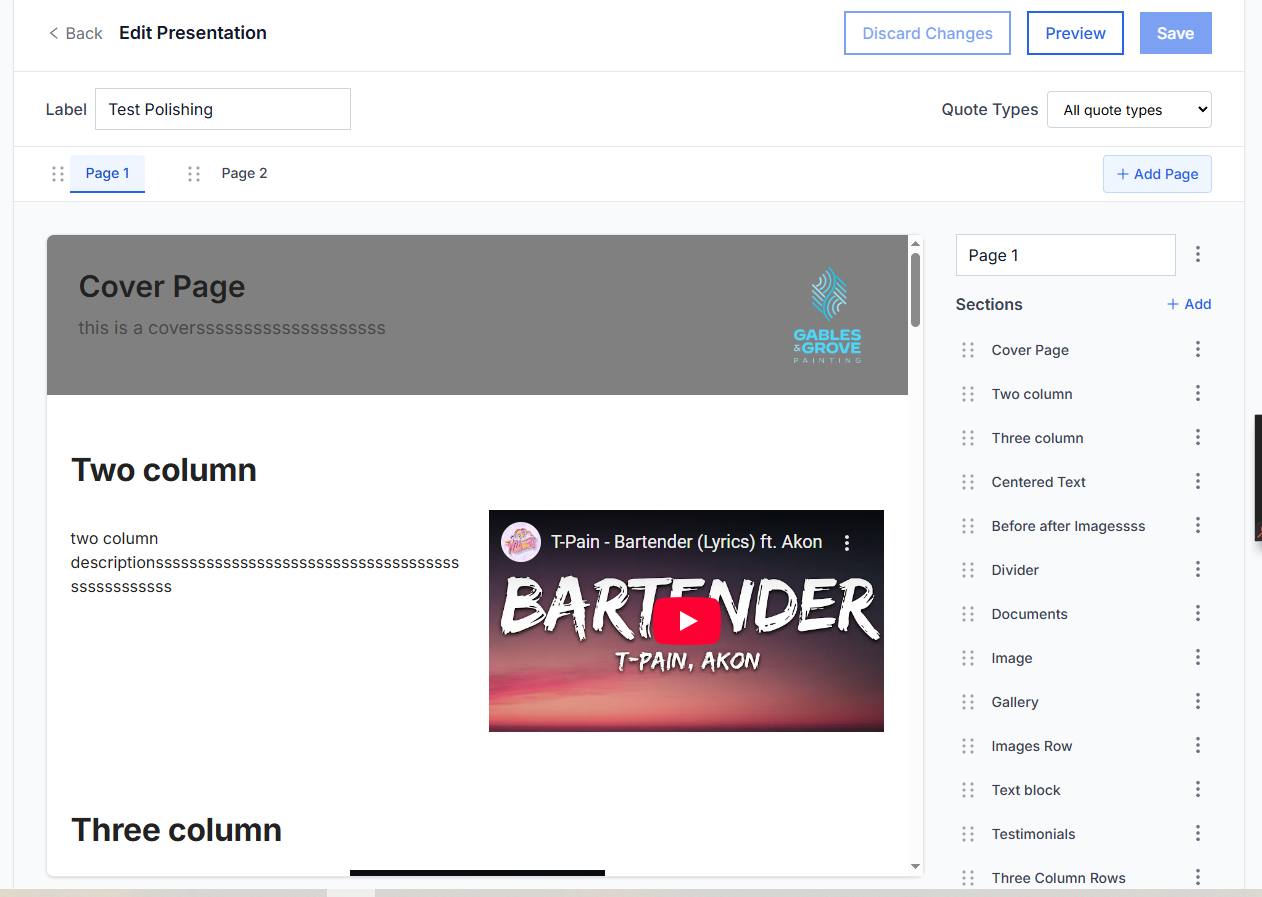 Back
Edit Presentation
Discard Changes
Preview
Save
Label
Test Polishing
Quote Types
All quote types
Page 1
Page 2
+ Add Page
Cover Page
this is a coverssssssssssssssssssss
GABLES
&GROVE
PAINTING
Two column
two column
descriptionssssssssssssssssssssssssssssssssssss
ssssssssssss
T-Pain - Bartender (Lyrics) ft. Akon
BARTENDER
T-PAIN, AKON
Three column
Page 1
Sections
+ Add
Cover Page
Two column
Three column
Centered Text
Before after Imagessss
Divider
Documents
Image
Gallery
Images Row
Text block
Testimonials
Three Column Rows